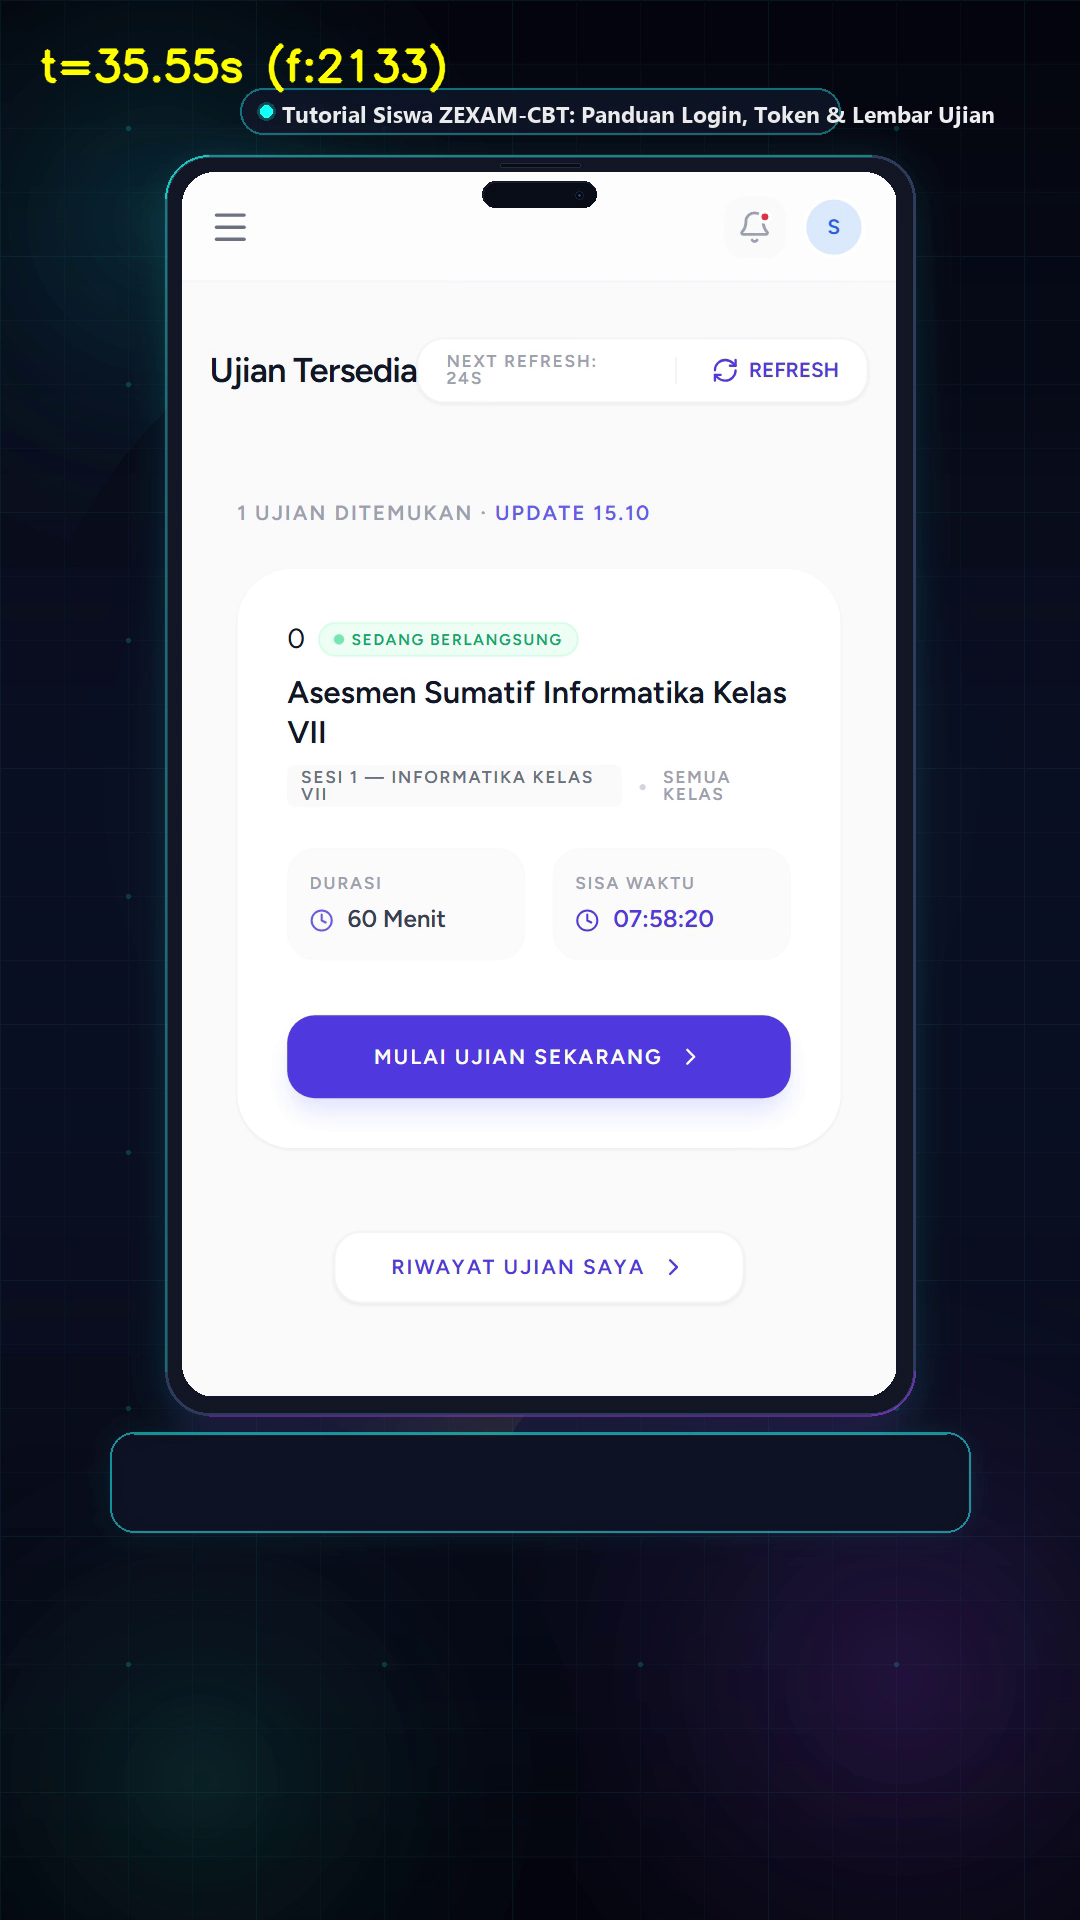 t=35.55s (f:2133)
Tutorial Siswa ZEXAM-CBT: Panduan Login, Token & Lembar Ujian
S
Ujian Tersedia
NEXT REFRESH:
24S
REFRESH
1 UJIAN DITEMUKAN · UPDATE 15.10
0
SEDANG BERLANGSUNG
Asesmen Sumatif Informatika Kelas
VII
SESI 1 — INFORMATIKA KELAS
VII
SEMUA
KELAS
DURASI
60 Menit
SISA WAKTU
07:58:20
MULAI UJIAN SEKARANG
RIWAYAT UJIAN SAYA